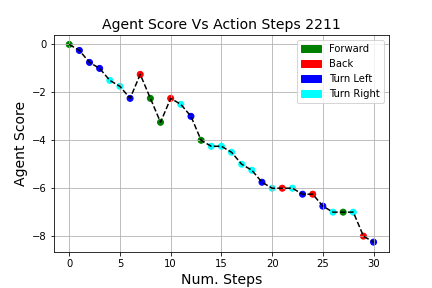 Agent Score Vs Action Steps 2211
Forward
Back
Turn Left
Turn Right
Agent Score
0
−2
−4
−6
−8
0 5 10 15 20 25 30
Num. Steps